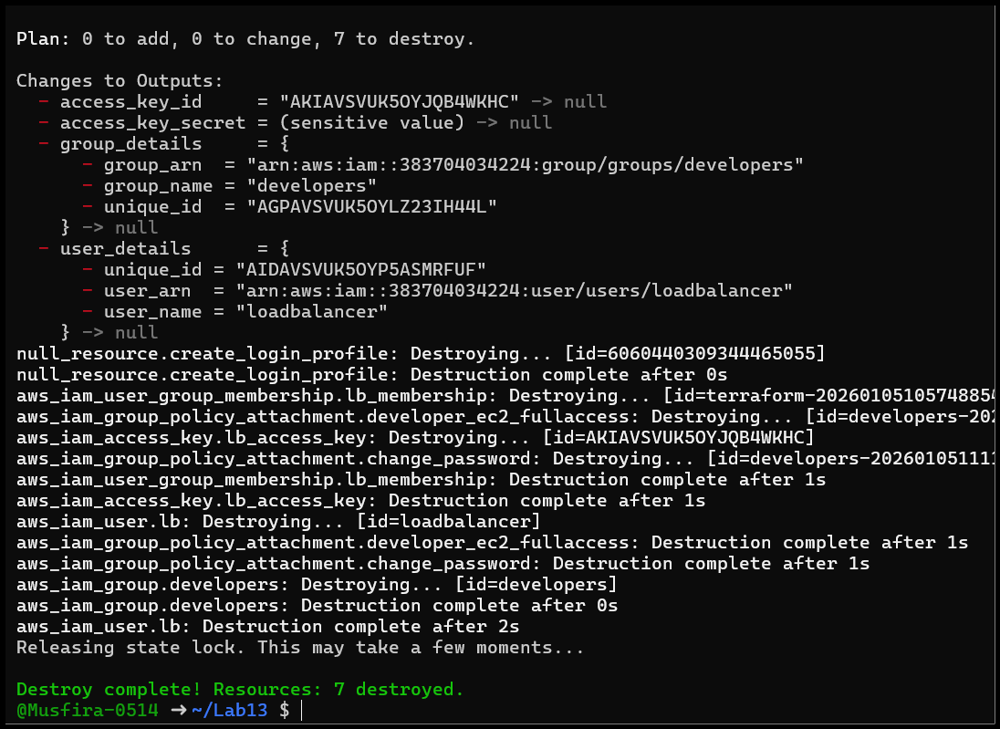 Plan: 0 to add, 0 to change, 7 to destroy.
Changes to Outputs:
- access_key_id     = "AKIAVSVUK5OYJQB4WKHC" -> null
- access_key_secret = (sensitive value) -> null
- group_details     = {
- group_arn  = "arn:aws:iam::383704034224:group/groups/developers"
- group_name = "developers"
- unique_id  = "AGPAVSVUK5OYLZ23IH44L"
} -> null
- user_details      = {
- unique_id = "AIDAVSVUK5OYP5ASMRFUF"
- user_arn  = "arn:aws:iam::383704034224:user/users/loadbalancer"
- user_name = "loadbalancer"
} -> null
null_resource.create_login_profile: Destroying... [id=6060440309344465055]
null_resource.create_login_profile: Destruction complete after 0s
aws_iam_user_group_membership.lb_membership: Destroying... [id=terraform-20260105105748854
aws_iam_group_policy_attachment.developer_ec2_fullaccess: Destroying... [id=developers-202
aws_iam_access_key.lb_access_key: Destroying... [id=AKIAVSVUK5OYJQB4WKHC]
aws_iam_group_policy_attachment.change_password: Destroying... [id=developers-202601051111
aws_iam_user_group_membership.lb_membership: Destruction complete after 1s
aws_iam_access_key.lb_access_key: Destruction complete after 1s
aws_iam_user.lb: Destroying... [id=loadbalancer]
aws_iam_group_policy_attachment.developer_ec2_fullaccess: Destruction complete after 1s
aws_iam_group_policy_attachment.change_password: Destruction complete after 1s
aws_iam_group.developers: Destroying... [id=developers]
aws_iam_group.developers: Destruction complete after 0s
aws_iam_user.lb: Destruction complete after 2s
Releasing state lock. This may take a few moments...
Destroy complete! Resources: 7 destroyed.
@Musfira-0514 ➜ ~/Lab13 $